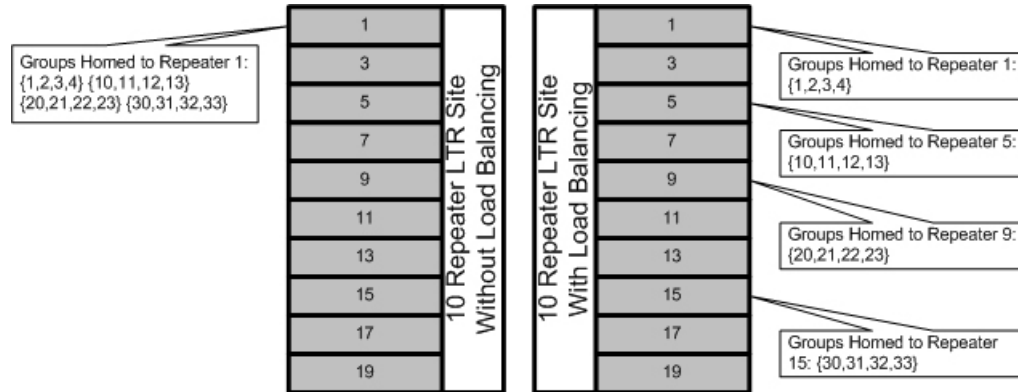 Groups Homed to Repeater 1:
{1,2,3,4} {10,11,12,13}
{20,21,22,23} {30,31,32,33}
1
3
5
7
9
11
13
15
17
19
10 Repeater LTR Site
Without Load Balancing
10 Repeater LTR Site
With Load Balancing
1
3
5
7
9
11
13
15
17
19
Groups Homed to Repeater 1:
{1,2,3,4}
Groups Homed to Repeater 5:
{10,11,12,13}
Groups Homed to Repeater 9:
{20,21,22,23}
Groups Homed to Repeater
15: {30,31,32,33}